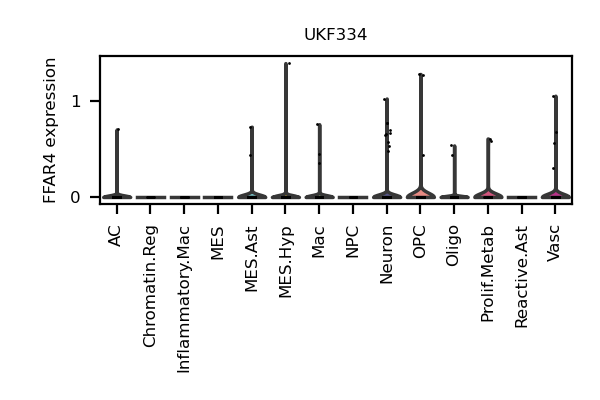 UKF334
FFAR4 expression
1
0
AC
Chromatin.Reg
Inflammatory.Mac
MES
MES.Ast
MES.Hyp
Mac
NPC
Neuron
OPC
Oligo
Prolif.Metab
Reactive.Ast
Vasc